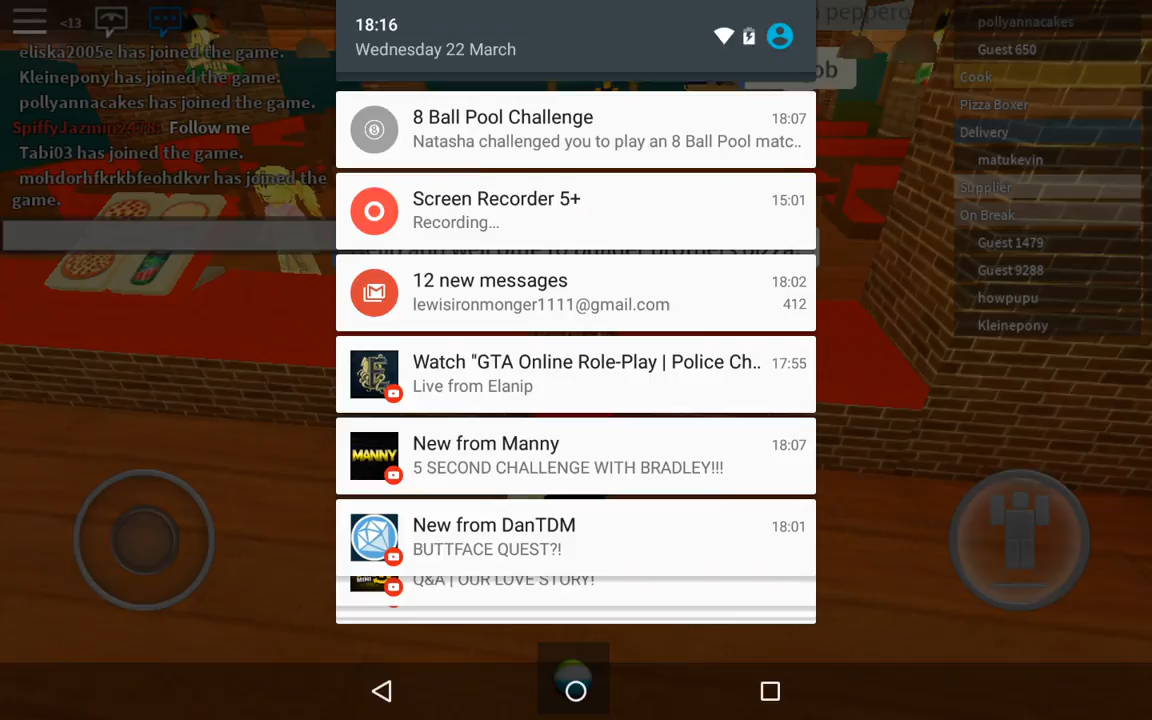 18:16
Wednesday 22 March
<13
eliska2005e has joined the game.
Kleinepony has joined the game.
pollyannacakes has joined the game.
Follow me
Tabi03 has joined the game.
mohdorhfkrkbfeohdkvr has joined the
game.
8 Ball Pool Challenge 18:07
Natasha challenged you to play an 8 Ball Pool matc..
Screen Recorder 5+ 15:01
Recording...
12 new messages 18:02
lewisironmonger1111@gmail.com 412
Watch "GTA Online Role-Play | Police Ch.. 17:55
Live from Elanip
MANNY
New from Manny 18:07
5 SECOND CHALLENGE WITH BRADLEY!!!
New from DanTDM 18:01
BUTTFACE QUEST?!
Q&A | OUR LOVE STORY!
pollyannacakes
Guest 650
Cook
Pizza Boxer
Delivery
matukevin
Supplier
On Break
Guest 1479
Guest 9288
howpupu
Kleinepony